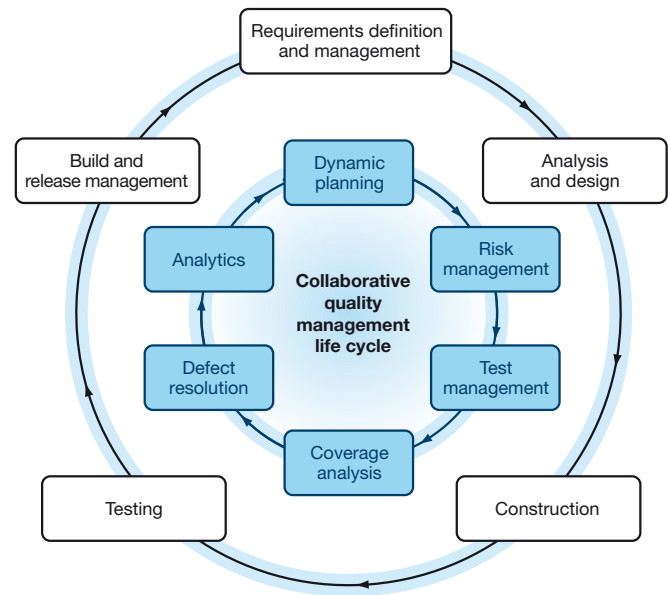 Requirements definition
and management
Build and
release management
Analysis
and design
Dynamic
planning
Analytics
Risk
management
Collaborative
quality
management
life cycle
Defect
resolution
Test
management
Coverage
analysis
Testing
Construction